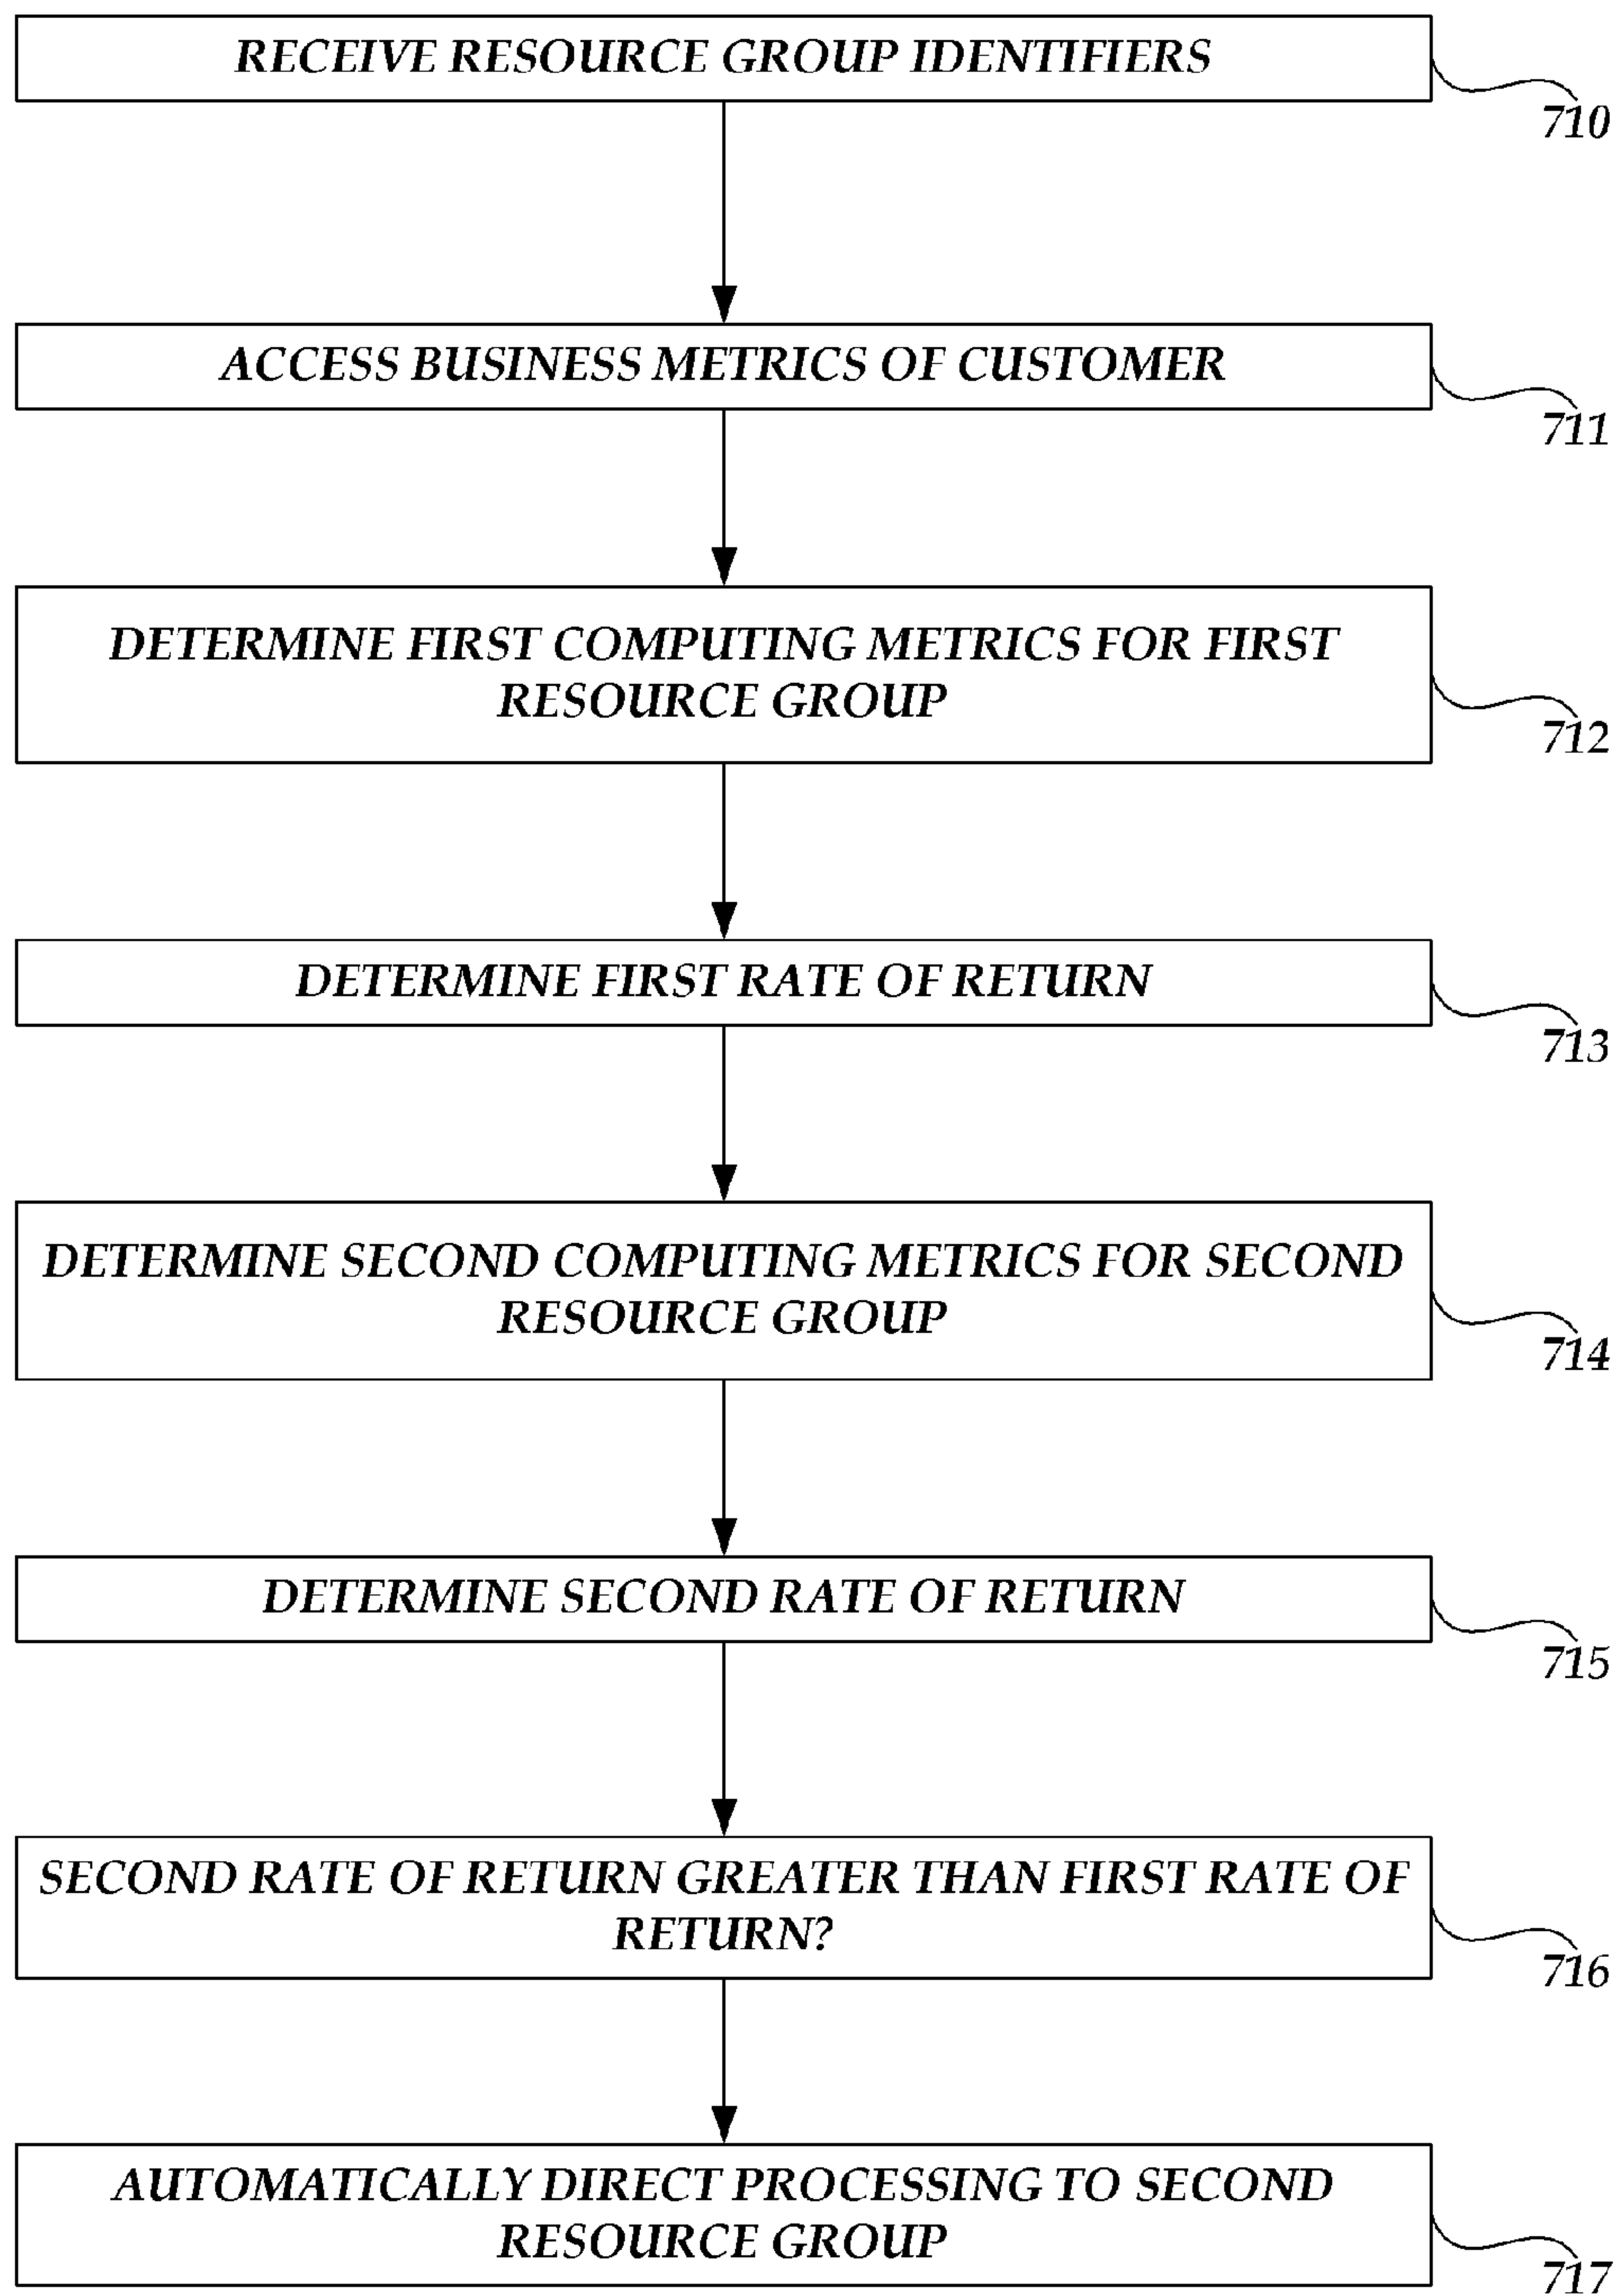 RECEIVE RESOURCE GROUP IDENTIFIERS
710
ACCESS BUSINESS METRICS OF CUSTOMER
711
DETERMINE FIRST COMPUTING METRICS FOR FIRST
RESOURCE GROUP
712
DETERMINE FIRST RATE OF RETURN
713
DETERMINE SECOND COMPUTING METRICS FOR SECOND
RESOURCE GROUP
714
DETERMINE SECOND RATE OF RETURN
715
SECOND RATE OF RETURN GREATER THAN FIRST RATE OF
RETURN?
716
AUTOMATICALLY DIRECT PROCESSING TO SECOND
RESOURCE GROUP
717